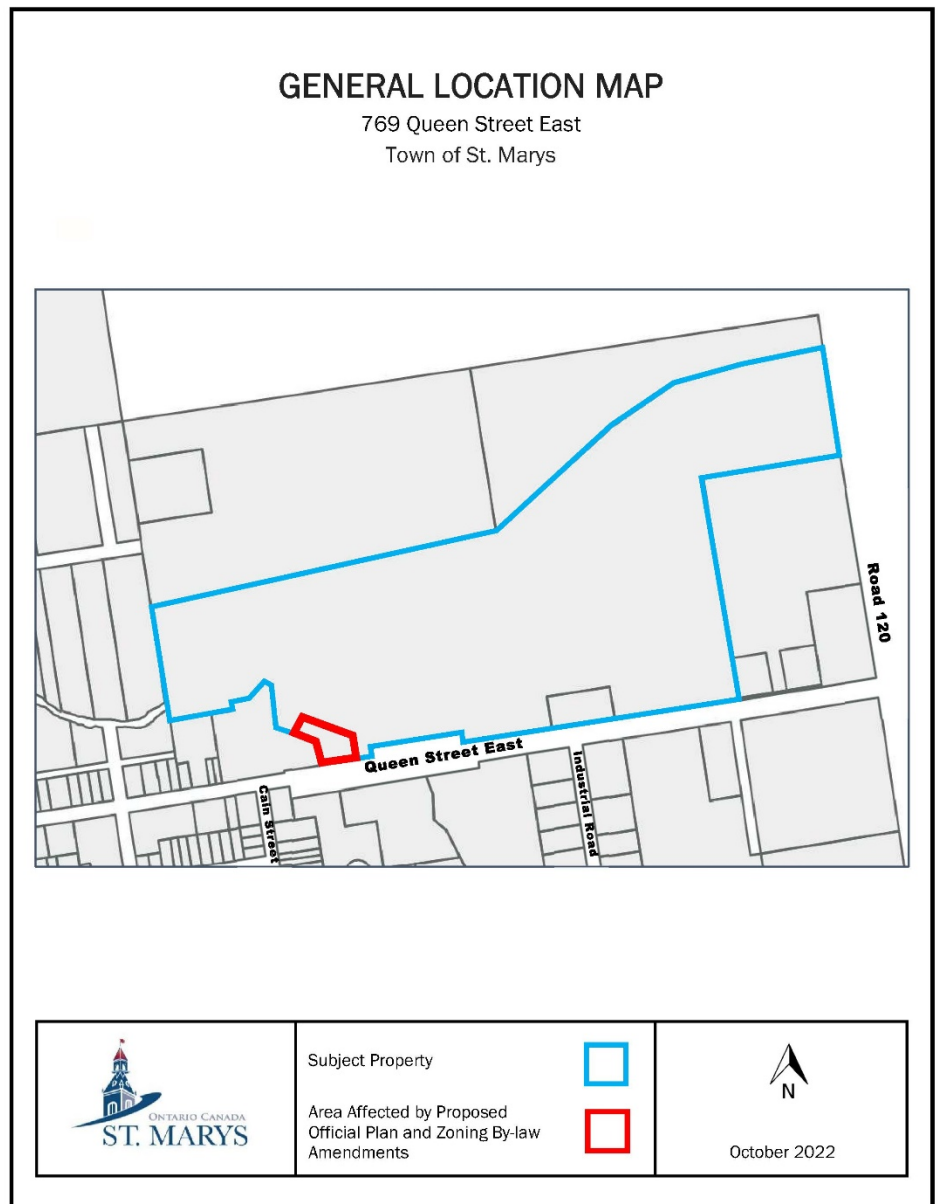 GENERAL LOCATION MAP
769 Queen Street East
Town of St. Marys
Road 120
Queen Street East
Cain Street
Industrial Road
ONTARIO CANADA
ST. MARYS
Subject Property
Area Affected by Proposed
Official Plan and Zoning By-law
Amendments
N
October 2022